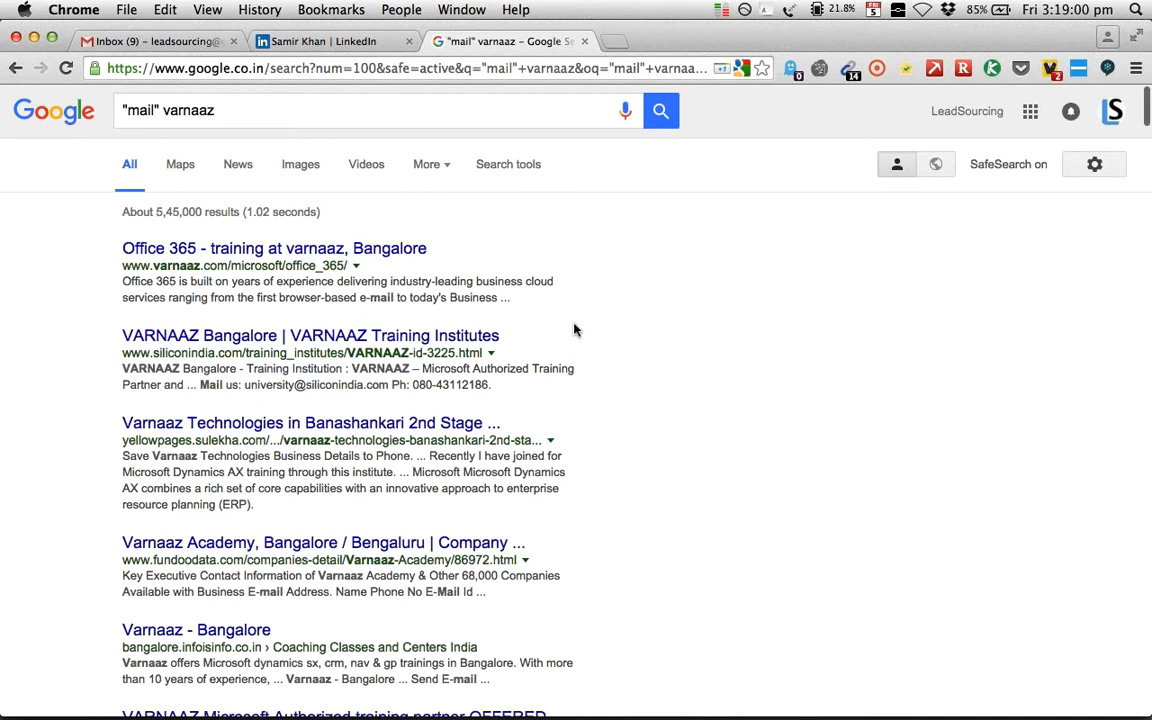 Chrome File Edit View History Bookmarks People Window Help 21.8% 5 85% Fri 3:19:00 pm
Inbox (9) – leadsourcing@ Samir Khan | LinkedIn "mail" varnaaz – Google Se
https://www.google.co.in/search?num=100&safe=active&q="mail"+varnaaz&oq="mail"+varnaa... 0 14 2
Google "mail" varnaaz LeadSourcing LS
All Maps News Images Videos More Search tools SafeSearch on
About 5,45,000 results (1.02 seconds)
Office 365 - training at varnaaz, Bangalore
www.varnaaz.com/microsoft/office_365/
Office 365 is built on years of experience delivering industry-leading business cloud
services ranging from the first browser-based e-mail to today's Business ...
VARNAAZ Bangalore | VARNAAZ Training Institutes
www.siliconindia.com/training_institutes/VARNAAZ-id-3225.html
VARNAAZ Bangalore - Training Institution : VARNAAZ – Microsoft Authorized Training
Partner and ... Mail us: university@siliconindia.com Ph: 080-43112186.
Varnaaz Technologies in Banashankari 2nd Stage ...
yellowpages.sulekha.com/.../varnaaz-technologies-banashankari-2nd-sta...
Save Varnaaz Technologies Business Details to Phone. ... Recently I have joined for
Microsoft Dynamics AX training through this institute. ... Microsoft Microsoft Dynamics
AX combines a rich set of core capabilities with an innovative approach to enterprise
resource planning (ERP).
Varnaaz Academy, Bangalore / Bengaluru | Company ...
www.fundoodata.com/companies-detail/Varnaaz-Academy/86972.html
Key Executive Contact Information of Varnaaz Academy & Other 68,000 Companies
Available with Business E-mail Address. Name Phone No E-Mail Id ...
Varnaaz - Bangalore
bangalore.infoisinfo.co.in › Coaching Classes and Centers India
Varnaaz offers Microsoft dynamics sx, crm, nav & gp trainings in Bangalore. With more
than 10 years of experience, ... Varnaaz - Bangalore ... Send E-mail ...
VARNAAZ Microsoft Authorized training partner OFFERED